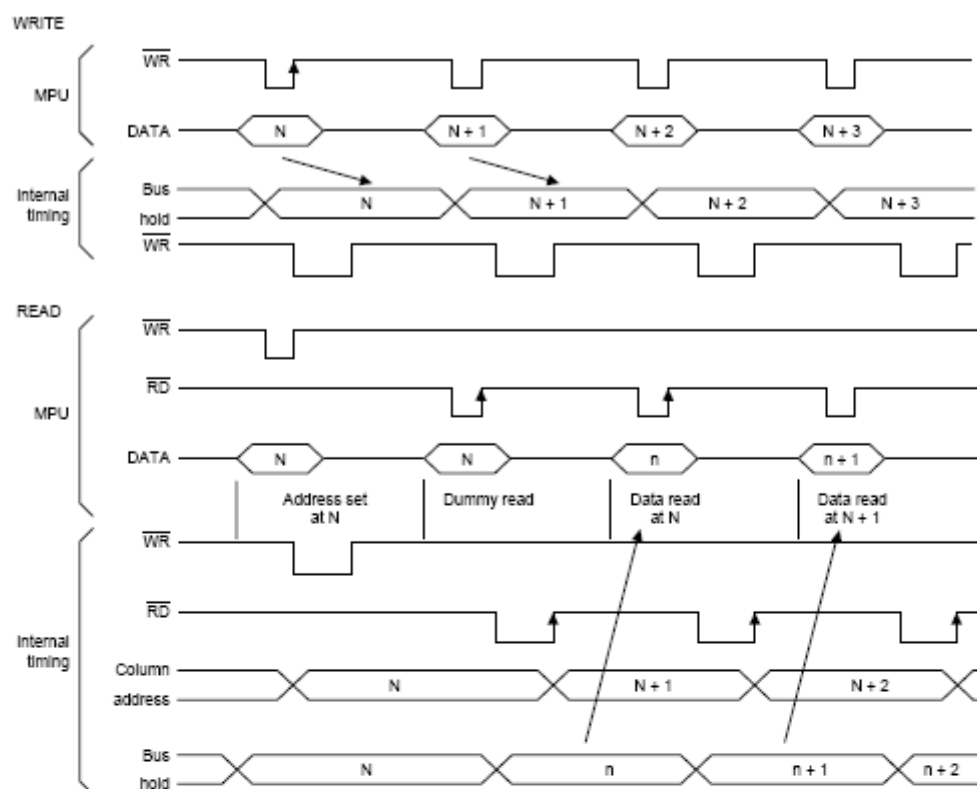 WRITE
MPU
WR
DATA N N + 1 N + 2 N + 3
Internal
timing
Bus
hold
N N + 1 N + 2 N + 3
WR
READ
MPU
WR
RD
DATA N N n n + 1
Address set
at N
Dummy read
Data read
at N
Data read
at N + 1
Internal
timing
WR
RD
Column
address
N N + 1 N + 2
Bus
hold
N n n + 1 n + 2